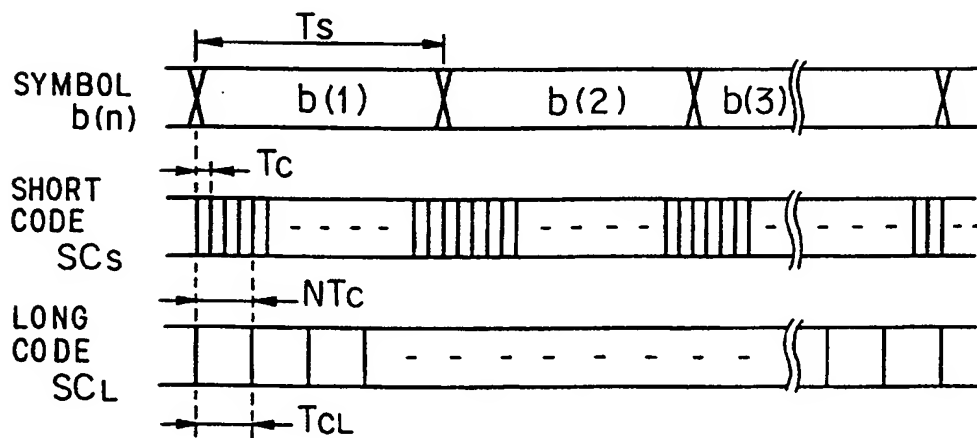 Ts
SYMBOL
b(n)
b(1) b(2) b(3)
Tc
SHORT
CODE
SCs
NTc
LONG
CODE
SCL
TCL